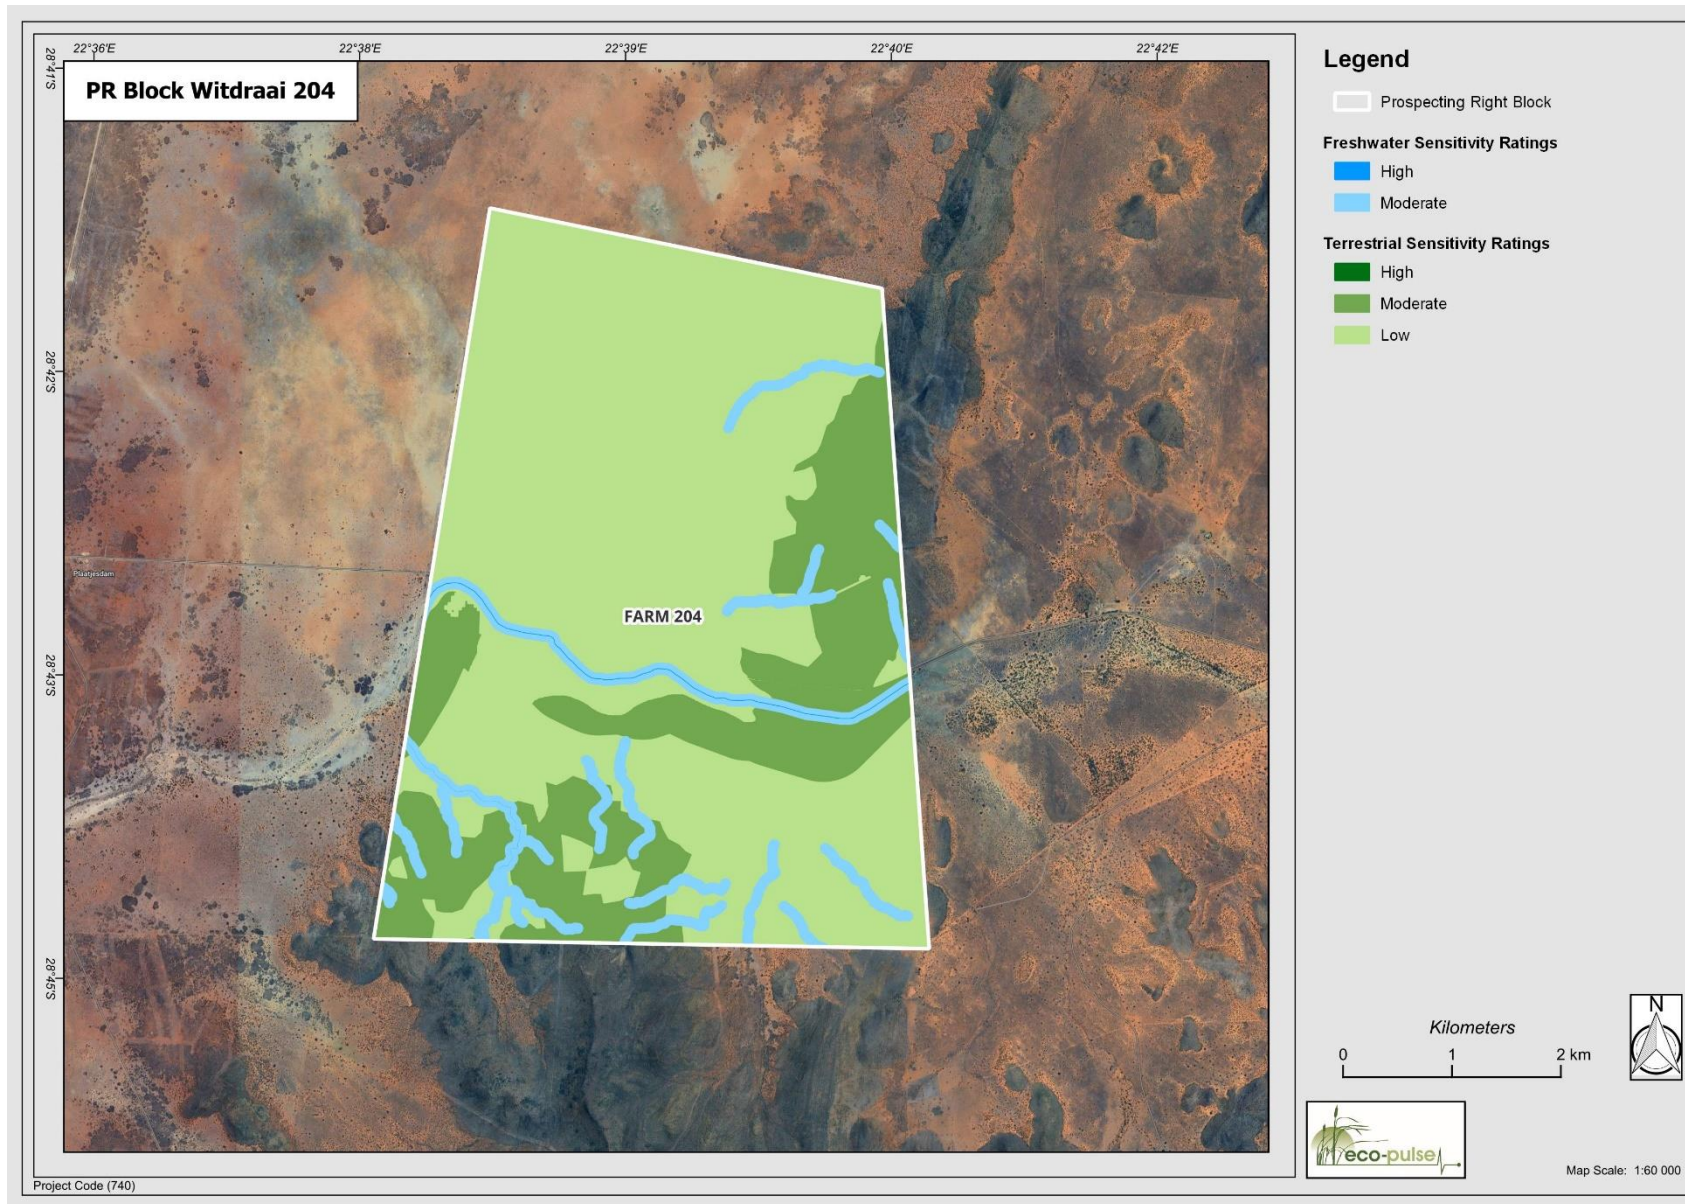 22°36'E 22°38'E 22°39'E 22°40'E 22°42'E
28°41'S
PR Block Witdraai 204
28°42'S
Plaatjesdam
FARM 204
28°43'S
28°45'S
Project Code (740)
Legend
Prospecting Right Block
Freshwater Sensitivity Ratings
High
Moderate
Terrestrial Sensitivity Ratings
High
Moderate
Low
Kilometers
0 1 2 km
N
eco-pulse
Map Scale: 1:60 000